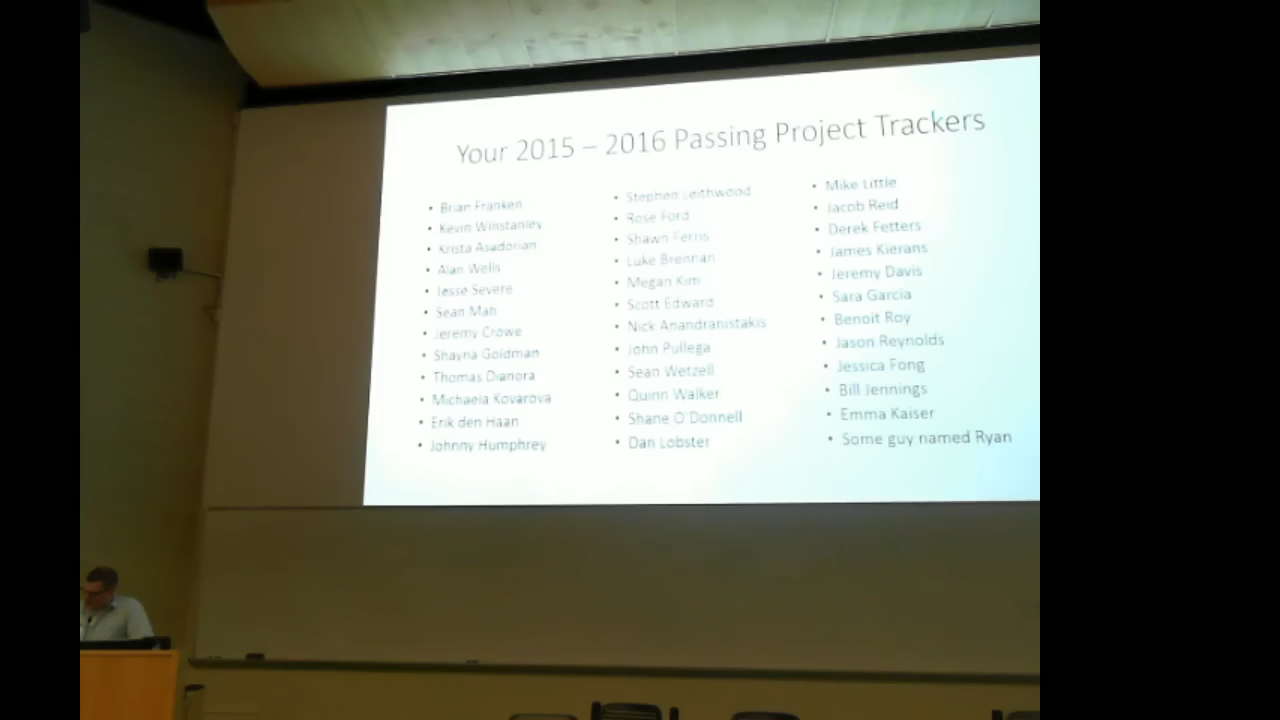 Your 2015 – 2016 Passing Project Trackers
• Brian Franken
• Kevin Winstanley
• Krista Asadorian
• Alan Wells
• Jesse Severe
• Sean Mah
• Jeremy Crowe
• Shayna Goldman
• Thomas Dianora
• Michaela Kovarova
• Erik den Haan
• Johnny Humphrey
• Stephen Leithwood
• Rose Ford
• Shawn Ferris
• Luke Brennan
• Megan Kim
• Scott Edward
• Nick Anandranistakis
• John Pullega
• Sean Wetzell
• Quinn Walker
• Shane O'Donnell
• Dan Lobster
• Mike Little
• Jacob Reid
• Derek Fetters
• James Kierans
• Jeremy Davis
• Sara Garcia
• Benoit Roy
• Jason Reynolds
• Jessica Fong
• Bill Jennings
• Emma Kaiser
• Some guy named Ryan